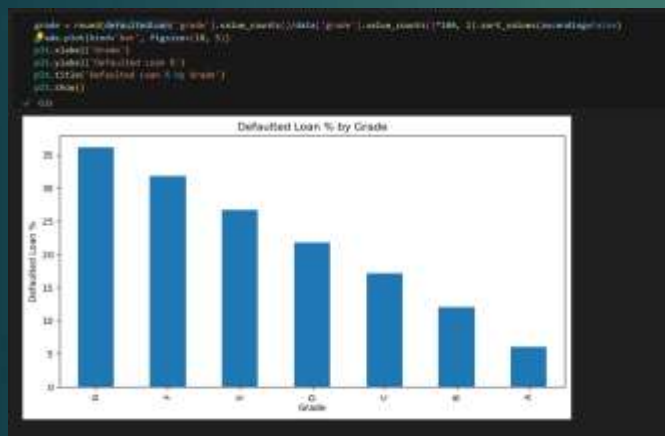 grade = round(defaultedLoan['grade'].value_counts()/data['grade'].value_counts()*100, 2).sort_values(ascending=False)
grade.plot(kind='bar', figsize=(10, 5))
plt.xlabel('Grade')
plt.ylabel('Defaulted Loan %')
plt.title('Defaulted Loan % by Grade')
plt.show()
Defaulted Loan % by Grade
Defaulted Loan %
35
30
25
20
15
10
5
0
G
F
E
D
C
B
A
Grade